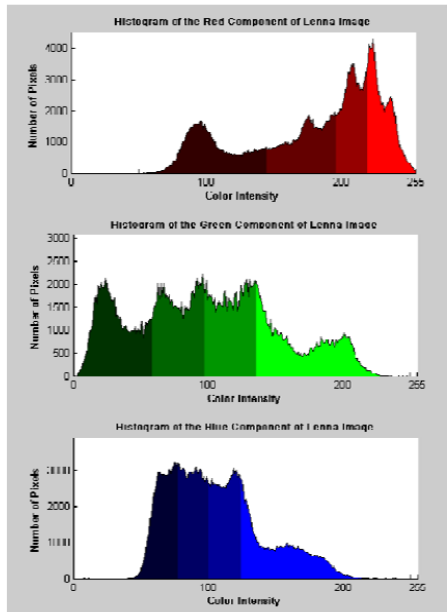 Histogram of the Red Component of Lenna Image
4000
3000
2000
1000
0
Number of Pixels
0 100 200 255
Color Intensity
Histogram of the Green Component of Lenna Image
3000
2500
2000
1500
1000
500
0
Number of Pixels
0 100 200 255
Color Intensity
Histogram of the Blue Component of Lenna Image
3000
2000
1000
0
Number of Pixels
0 100 200 255
Color Intensity